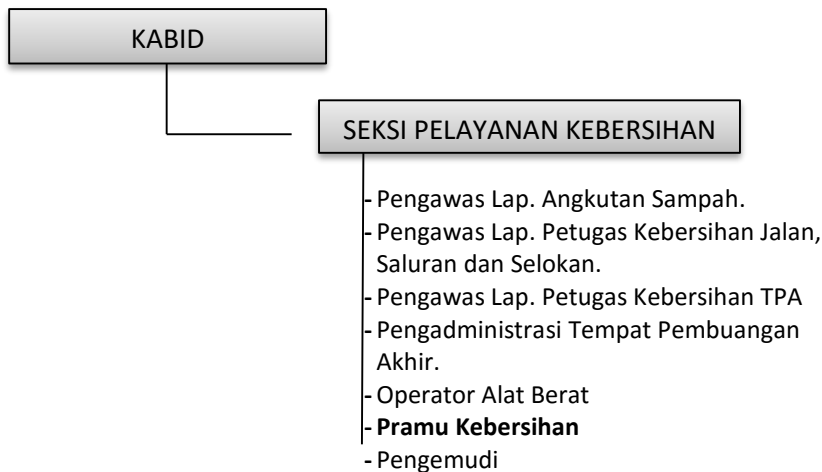 KABID
SEKSI PELAYANAN KEBERSIHAN
- Pengawas Lap. Angkutan Sampah.
- Pengawas Lap. Petugas Kebersihan Jalan,
Saluran dan Selokan.
- Pengawas Lap. Petugas Kebersihan TPA
- Pengadministrasi Tempat Pembuangan
Akhir.
- Operator Alat Berat
- Pramu Kebersihan
- Pengemudi